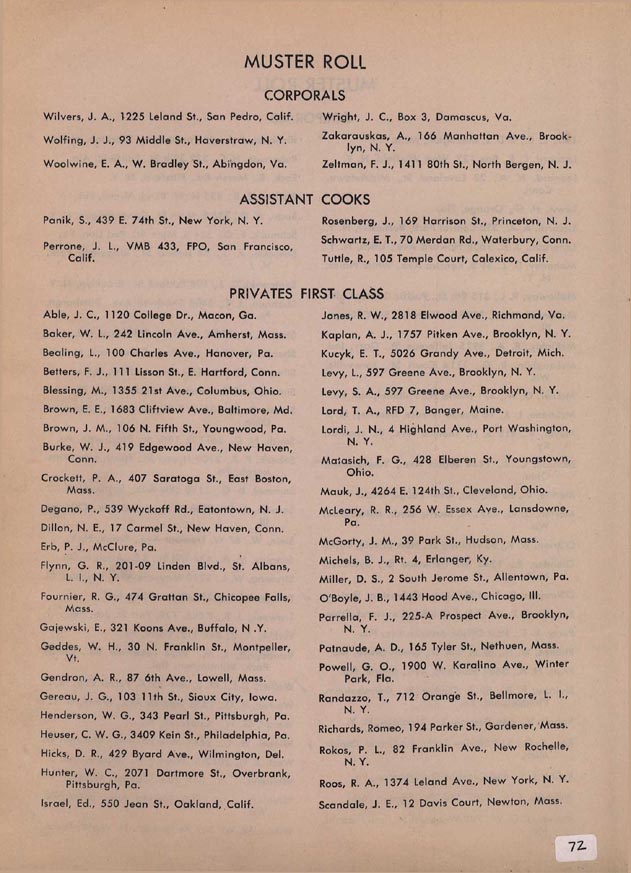 MUSTER ROLL
CORPORALS
Wilvers, J. A., 1225 Leland St., San Pedro, Calif.
Wolfing, J. J., 93 Middle St., Haverstraw, N. Y.
Woolwine, E. A., W. Bradley St., Abingdon, Va.
Wright, J. C., Box 3, Damascus, Va.
Zakarauskas, A., 166 Manhattan Ave., Brook-
lyn, N. Y.
Zeltman, F. J., 1411 80th St., North Bergen, N. J.
ASSISTANT COOKS
Panik, S., 439 E. 74th St., New York, N. Y.
Perrone, J. L., VMB 433, FPO, San Francisco,
Calif.
Rosenberg, J., 169 Harrison St., Princeton, N. J.
Schwartz, E. T., 70 Merdan Rd., Waterbury, Conn.
Tuttle, R., 105 Temple Court, Calexico, Calif.
PRIVATES FIRST CLASS
Able, J. C., 1120 College Dr., Macon, Ga.
Baker, W. L., 242 Lincoln Ave., Amherst, Mass.
Bealing, L., 100 Charles Ave., Hanover, Pa.
Betters, F. J., 111 Lisson St., E. Hartford, Conn.
Blessing, M., 1355 21st Ave., Columbus, Ohio.
Brown, E. E., 1683 Cliftview Ave., Baltimore, Md.
Brown, J. M., 106 N. Fifth St., Youngwood, Pa.
Burke, W. J., 419 Edgewood Ave., New Haven,
Conn.
Crockett, P. A., 407 Saratoga St., East Boston,
Mass.
Degano, P., 539 Wyckoff Rd., Eatontown, N. J.
Dillon, N. E., 17 Carmel St., New Haven, Conn.
Erb, P. J., McClure, Pa.
Flynn, G. R., 201-09 Linden Blvd., St. Albans,
L. I., N. Y.
Fournier, R. G., 474 Grattan St., Chicopee Falls,
Mass.
Gajewski, E., 321 Koons Ave., Buffalo, N .Y.
Geddes, W. H., 30 N. Franklin St., Montpeller,
Vt.
Gendron, A. R., 87 6th Ave., Lowell, Mass.
Gereau, J. G., 103 11th St., Sioux City, Iowa.
Henderson, W. G., 343 Pearl St., Pittsburgh, Pa.
Heuser, C. W. G., 3409 Kein St., Philadelphia, Pa.
Hicks, D. R., 429 Byard Ave., Wilmington, Del.
Hunter, W. C., 2071 Dartmore St., Overbrank,
Pittsburgh, Pa.
Israel, Ed., 550 Jean St., Oakland, Calif.
Jones, R. W., 2818 Elwood Ave., Richmond, Va.
Kaplan, A. J., 1757 Pitken Ave., Brooklyn, N. Y.
Kucyk, E. T., 5026 Grandy Ave., Detroit, Mich.
Levy, L., 597 Greene Ave., Brooklyn, N. Y.
Levy, S. A., 597 Greene Ave., Brooklyn, N. Y.
Lord, T. A., RFD 7, Bangor, Maine.
Lordi, J. N., 4 Highland Ave., Port Washington,
N. Y.
Matasich, F. G., 428 Elberen St., Youngstown,
Ohio.
Mauk, J., 4264 E. 124th St., Cleveland, Ohio.
McLeary, R. R., 256 W. Essex Ave., Lansdowne,
Pa.
McGorty, J. M., 39 Park St., Hudson, Mass.
Michels, B. J., Rt. 4, Erlanger, Ky.
Miller, D. S., 2 South Jerome St., Allentown, Pa.
O'Boyle, J. B., 1443 Hood Ave., Chicago, Ill.
Parrella, F. J., 225-A Prospect Ave., Brooklyn,
N. Y.
Patnaude, A. D., 165 Tyler St., Nethuen, Mass.
Powell, G. O., 1900 W. Karalino Ave., Winter
Park, Fla.
Randazzo, T., 712 Orange St., Bellmore, L. I.,
N. Y.
Richards, Romeo, 194 Parker St., Gardener, Mass.
Rokos, P. L., 82 Franklin Ave., New Rochelle,
N. Y.
Roos, R. A., 1374 Leland Ave., New York, N. Y.
Scandale, J. E., 12 Davis Court, Newton, Mass.
72